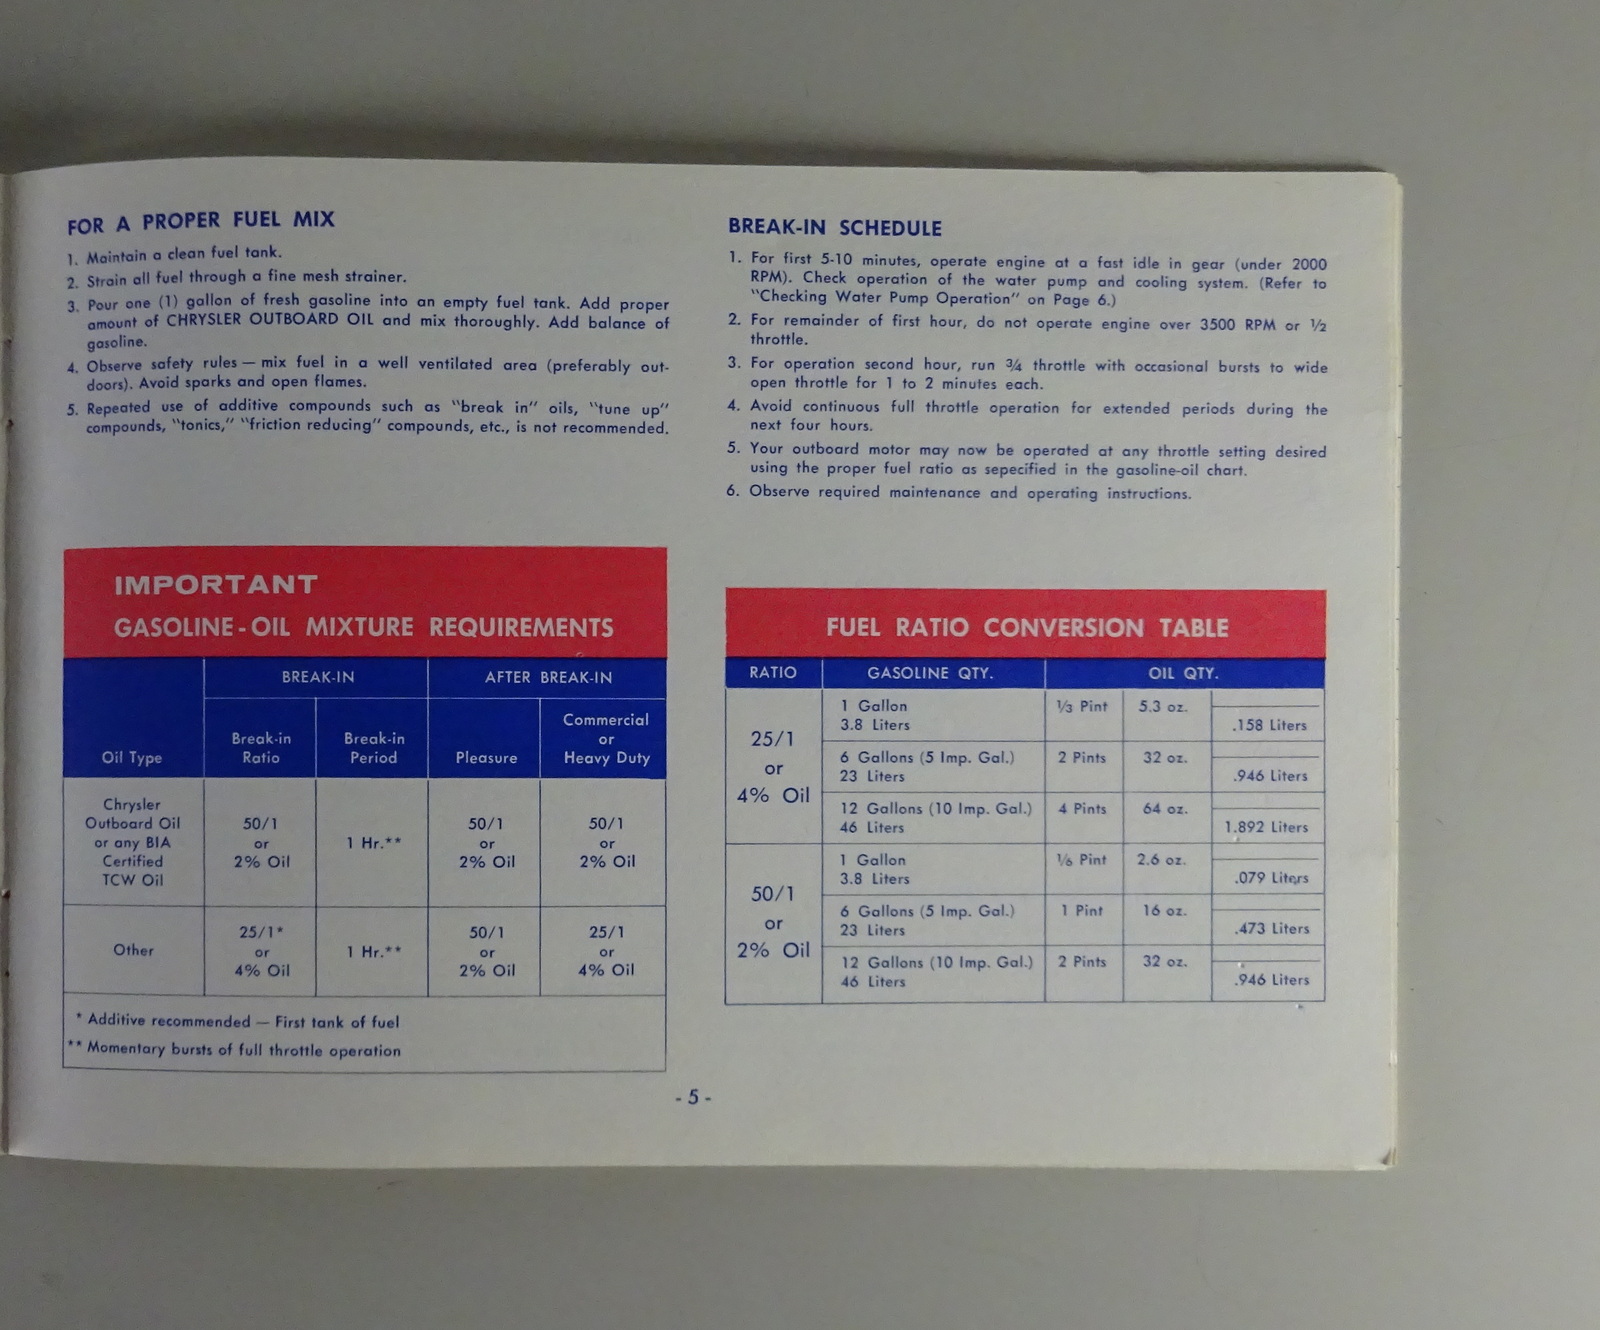 FOR A PROPER FUEL MIX
1. Maintain a clean fuel tank.
2. Strain all fuel through a fine mesh strainer.
3. Pour one (1) gallon of fresh gasoline into an empty fuel tank. Add proper
amount of CHRYSLER OUTBOARD OIL and mix thoroughly. Add balance of
gasoline.
4. Observe safety rules — mix fuel in a well ventilated area (preferably out-
doors). Avoid sparks and open flames.
5. Repeated use of additive compounds such as "break in" oils, "tune up"
compounds, "tonics," "friction reducing" compounds, etc., is not recommended.
IMPORTANT
GASOLINE-OIL MIXTURE REQUIREMENTS
BREAK-IN AFTER BREAK-IN
Oil Type
Break-in
Ratio
Break-in
Period
Pleasure
Commercial
or
Heavy Duty
Chrysler
Outboard Oil
or any BIA
Certified
TCW Oil
50/1
or
2% Oil
1 Hr.**
50/1
or
2% Oil
50/1
or
2% Oil
Other
25/1*
or
4% Oil
1 Hr.**
50/1
or
2% Oil
25/1
or
4% Oil
* Additive recommended — First tank of fuel
** Momentary bursts of full throttle operation
BREAK-IN SCHEDULE
1. For first 5-10 minutes, operate engine at a fast idle in gear (under 2000
RPM). Check operation of the water pump and cooling system. (Refer to
"Checking Water Pump Operation" on Page 6.)
2. For remainder of first hour, do not operate engine over 3500 RPM or ½
throttle.
3. For operation second hour, run ¾ throttle with occasional bursts to wide
open throttle for 1 to 2 minutes each.
4. Avoid continuous full throttle operation for extended periods during the
next four hours.
5. Your outboard motor may now be operated at any throttle setting desired
using the proper fuel ratio as sepecified in the gasoline-oil chart.
6. Observe required maintenance and operating instructions.
FUEL RATIO CONVERSION TABLE
RATIO GASOLINE QTY. OIL QTY.
25/1
or
4% Oil
1 Gallon ⅓ Pint 5.3 oz.
3.8 Liters .158 Liters
6 Gallons (5 Imp. Gal.) 2 Pints 32 oz.
23 Liters .946 Liters
12 Gallons (10 Imp. Gal.) 4 Pints 64 oz.
46 Liters 1.892 Liters
50/1
or
2% Oil
1 Gallon ⅙ Pint 2.6 oz.
3.8 Liters .079 Liters
6 Gallons (5 Imp. Gal.) 1 Pint 16 oz.
23 Liters .473 Liters
12 Gallons (10 Imp. Gal.) 2 Pints 32 oz.
46 Liters .946 Liters
- 5 -